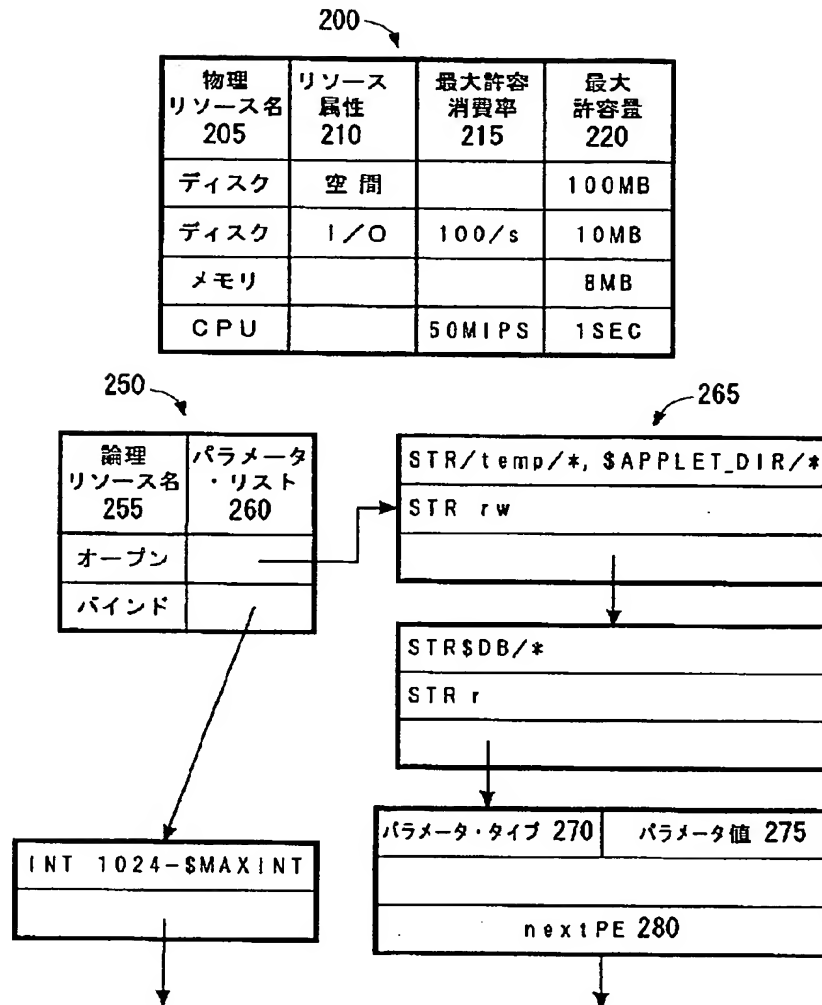 200
物理
リソース名
205
リソース
属性
210
最大許容
消費率
215
最大
許容量
220
ディスク
空間
100MB
ディスク
I/O
100/s
10MB
メモリ
8MB
CPU
50MIPS
1SEC
250
論理
リソース名
255
パラメータ
・リスト
260
オープン
バインド
265
STR/temp/*, $APPLET_DIR/*
STR rw
STR$DB/*
STR r
パラメータ・タイプ 270
パラメータ値 275
nextPE 280
INT 1024-$MAXINT